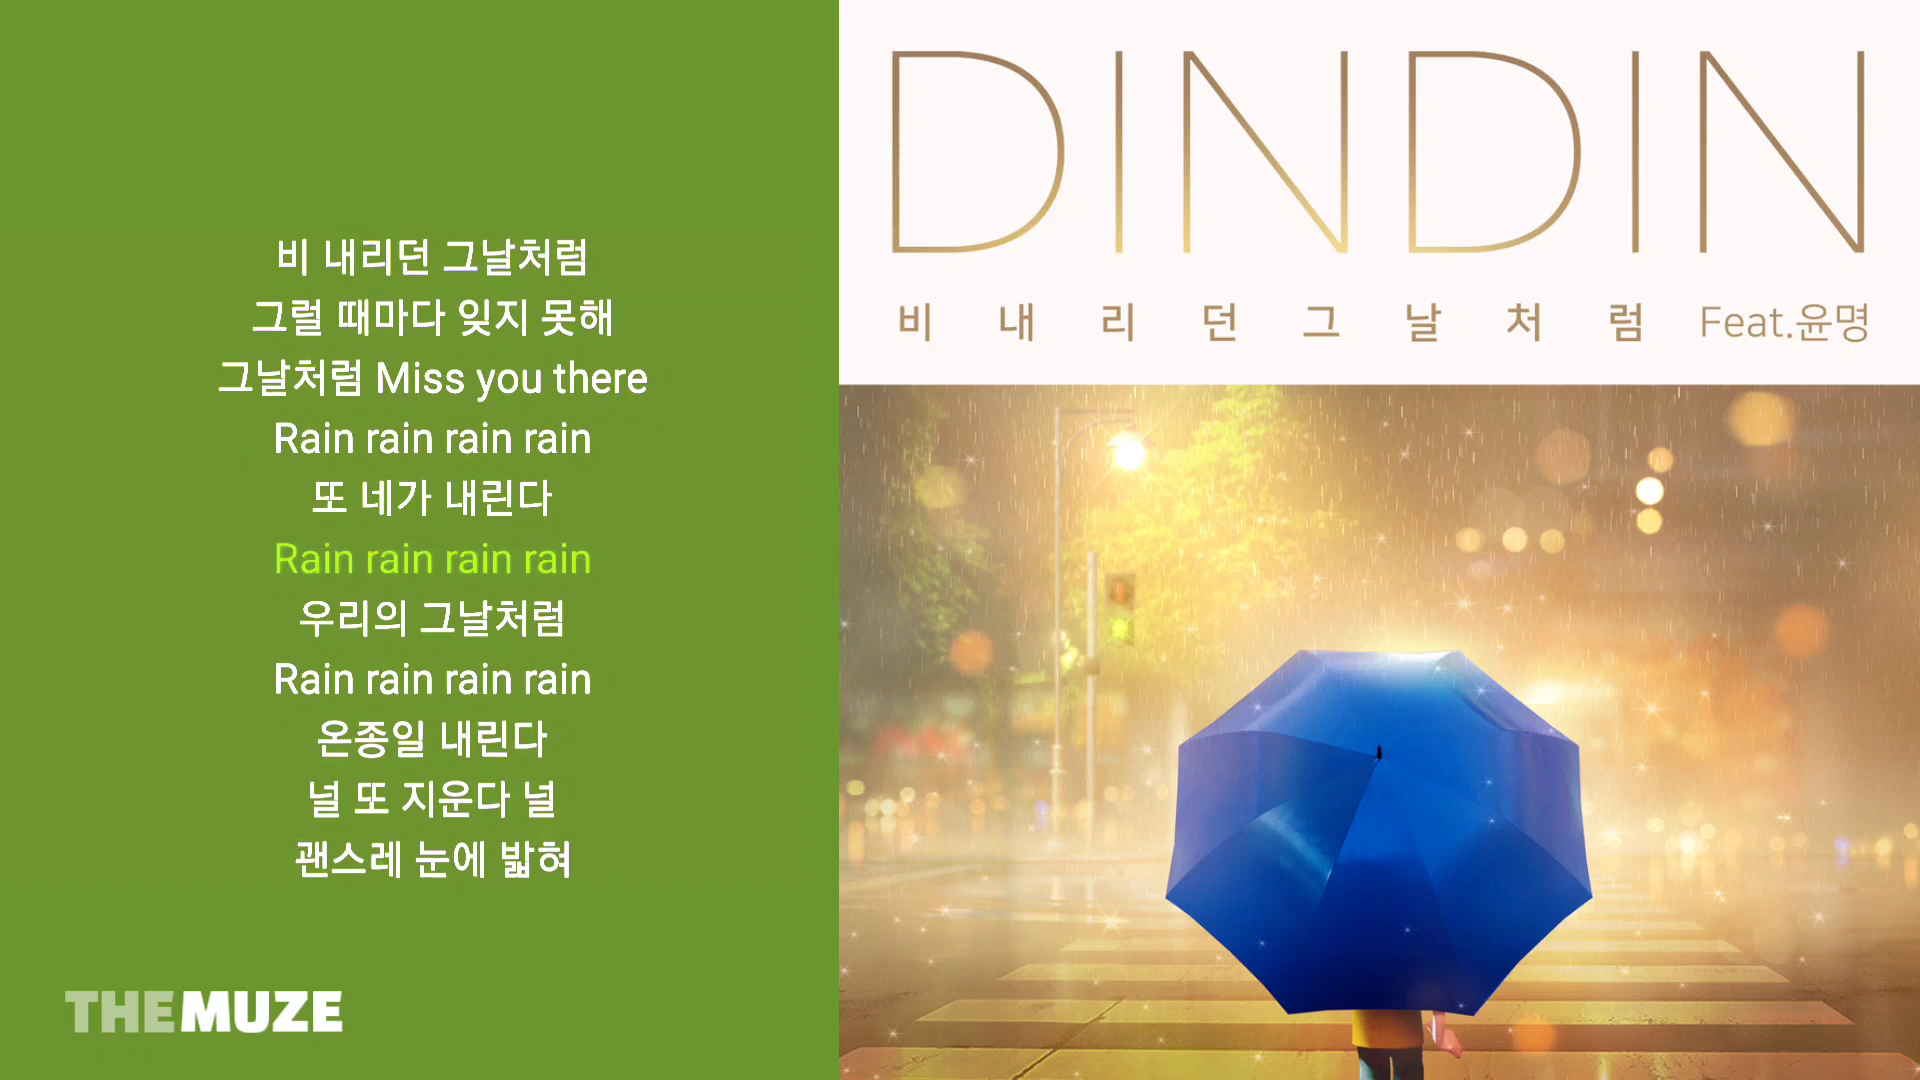 비 내리던 그날처럼
그럴 때마다 잊지 못해
그날처럼 Miss you there
Rain rain rain rain
또 네가 내린다
Rain rain rain rain
우리의 그날처럼
Rain rain rain rain
온종일 내린다
널 또 지운다 널
괜스레 눈에 밟혀
THEMUZE
DINDIN
비 내 리 던 그 날 처 럼 Feat.윤명